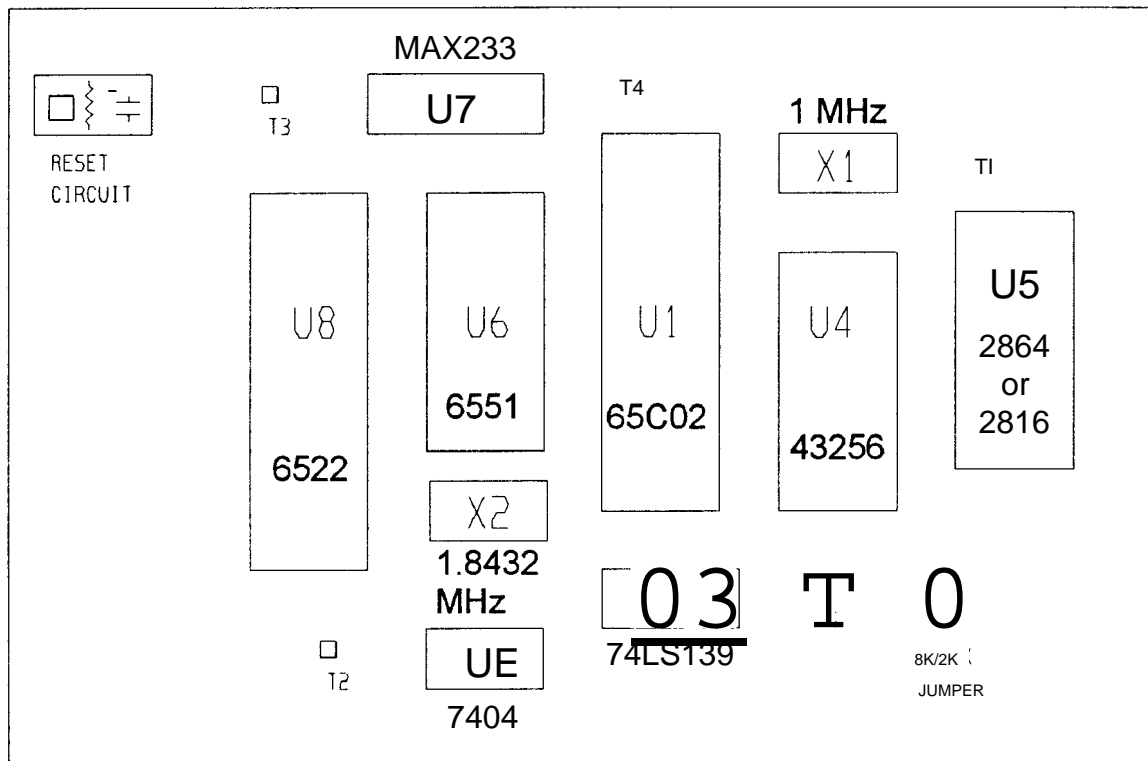 MAX233
U7
T3
T4
1 MHz
X1
TI
RESET
CIRCUIT
U8
6522
U6
6551
U1
65C02
U4
43256
U5
2864
or
2816
X2
1.8432
MHz
03
T
0
74LS139
8K/2K
JUMPER
T2
UE
7404